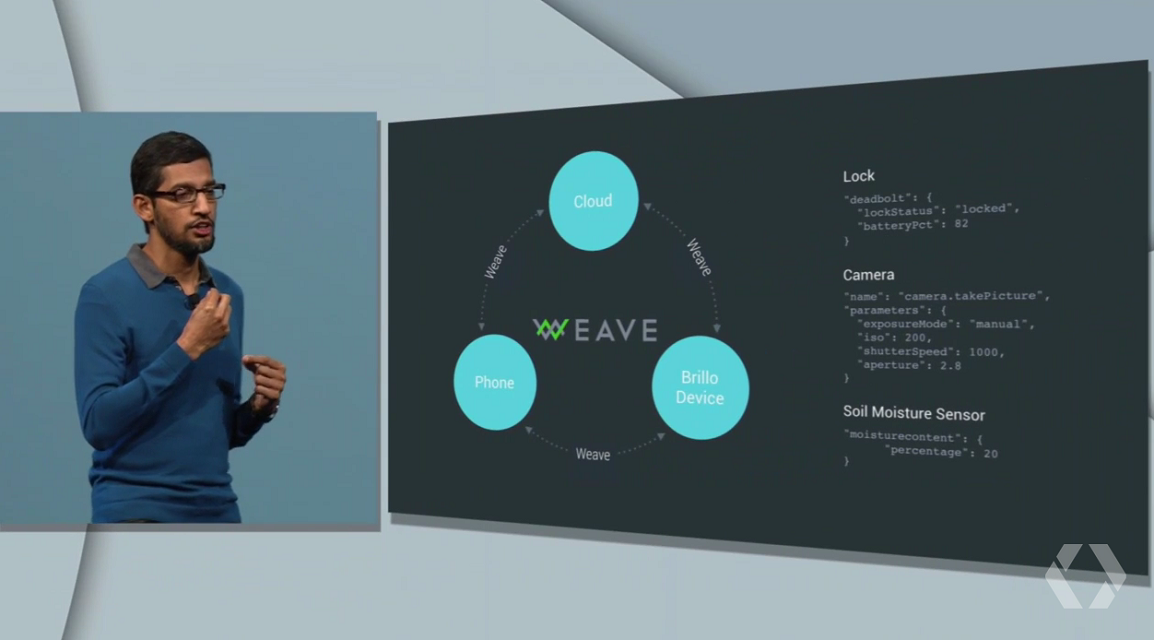 Cloud
Weave
Weave
WEAVE
Phone
Brillo
Device
Weave
Lock
"deadbolt": {
"lockStatus": "locked",
"batteryPct": 82
}
Camera
"name": "camera.takePicture",
"parameters": {
"exposureMode": "manual",
"iso": 200,
"shutterSpeed": 1000,
"aperture": 2.8
}
Soil Moisture Sensor
"moisturecontent": {
"percentage": 20
}